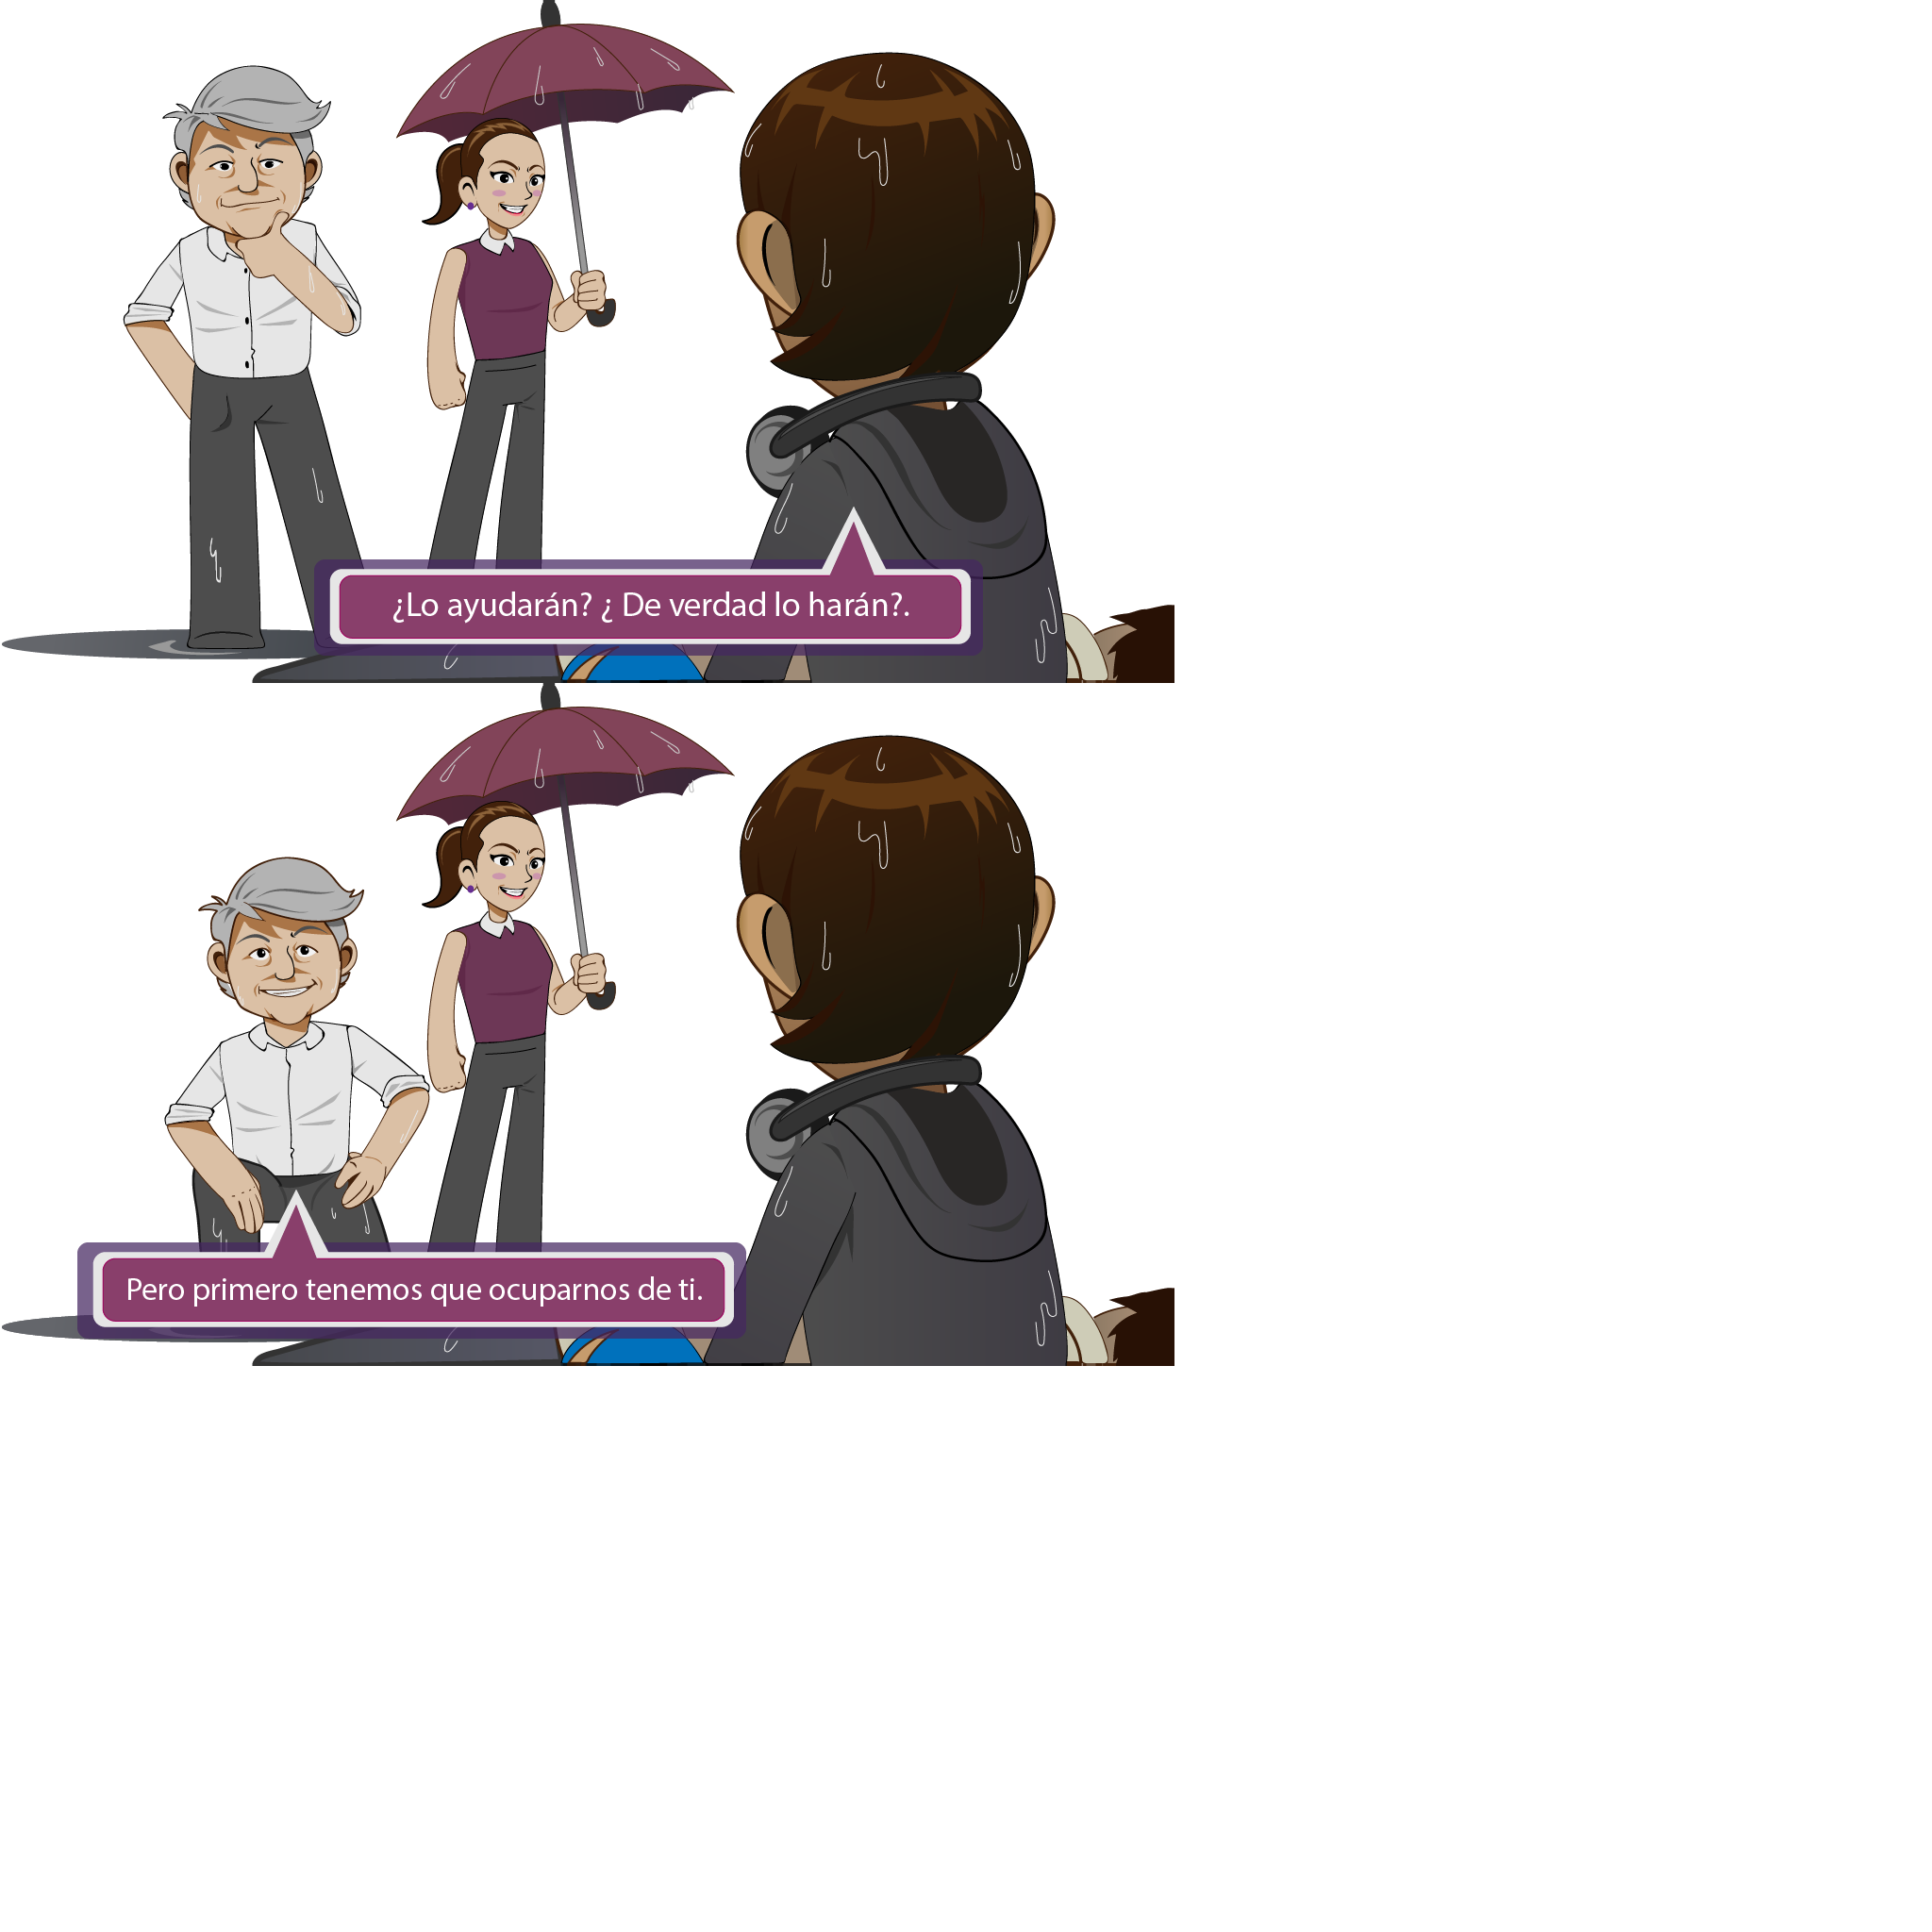 ¿Lo ayudarán? ¿ De verdad lo harán?.
Pero primero tenemos que ocuparnos de ti.